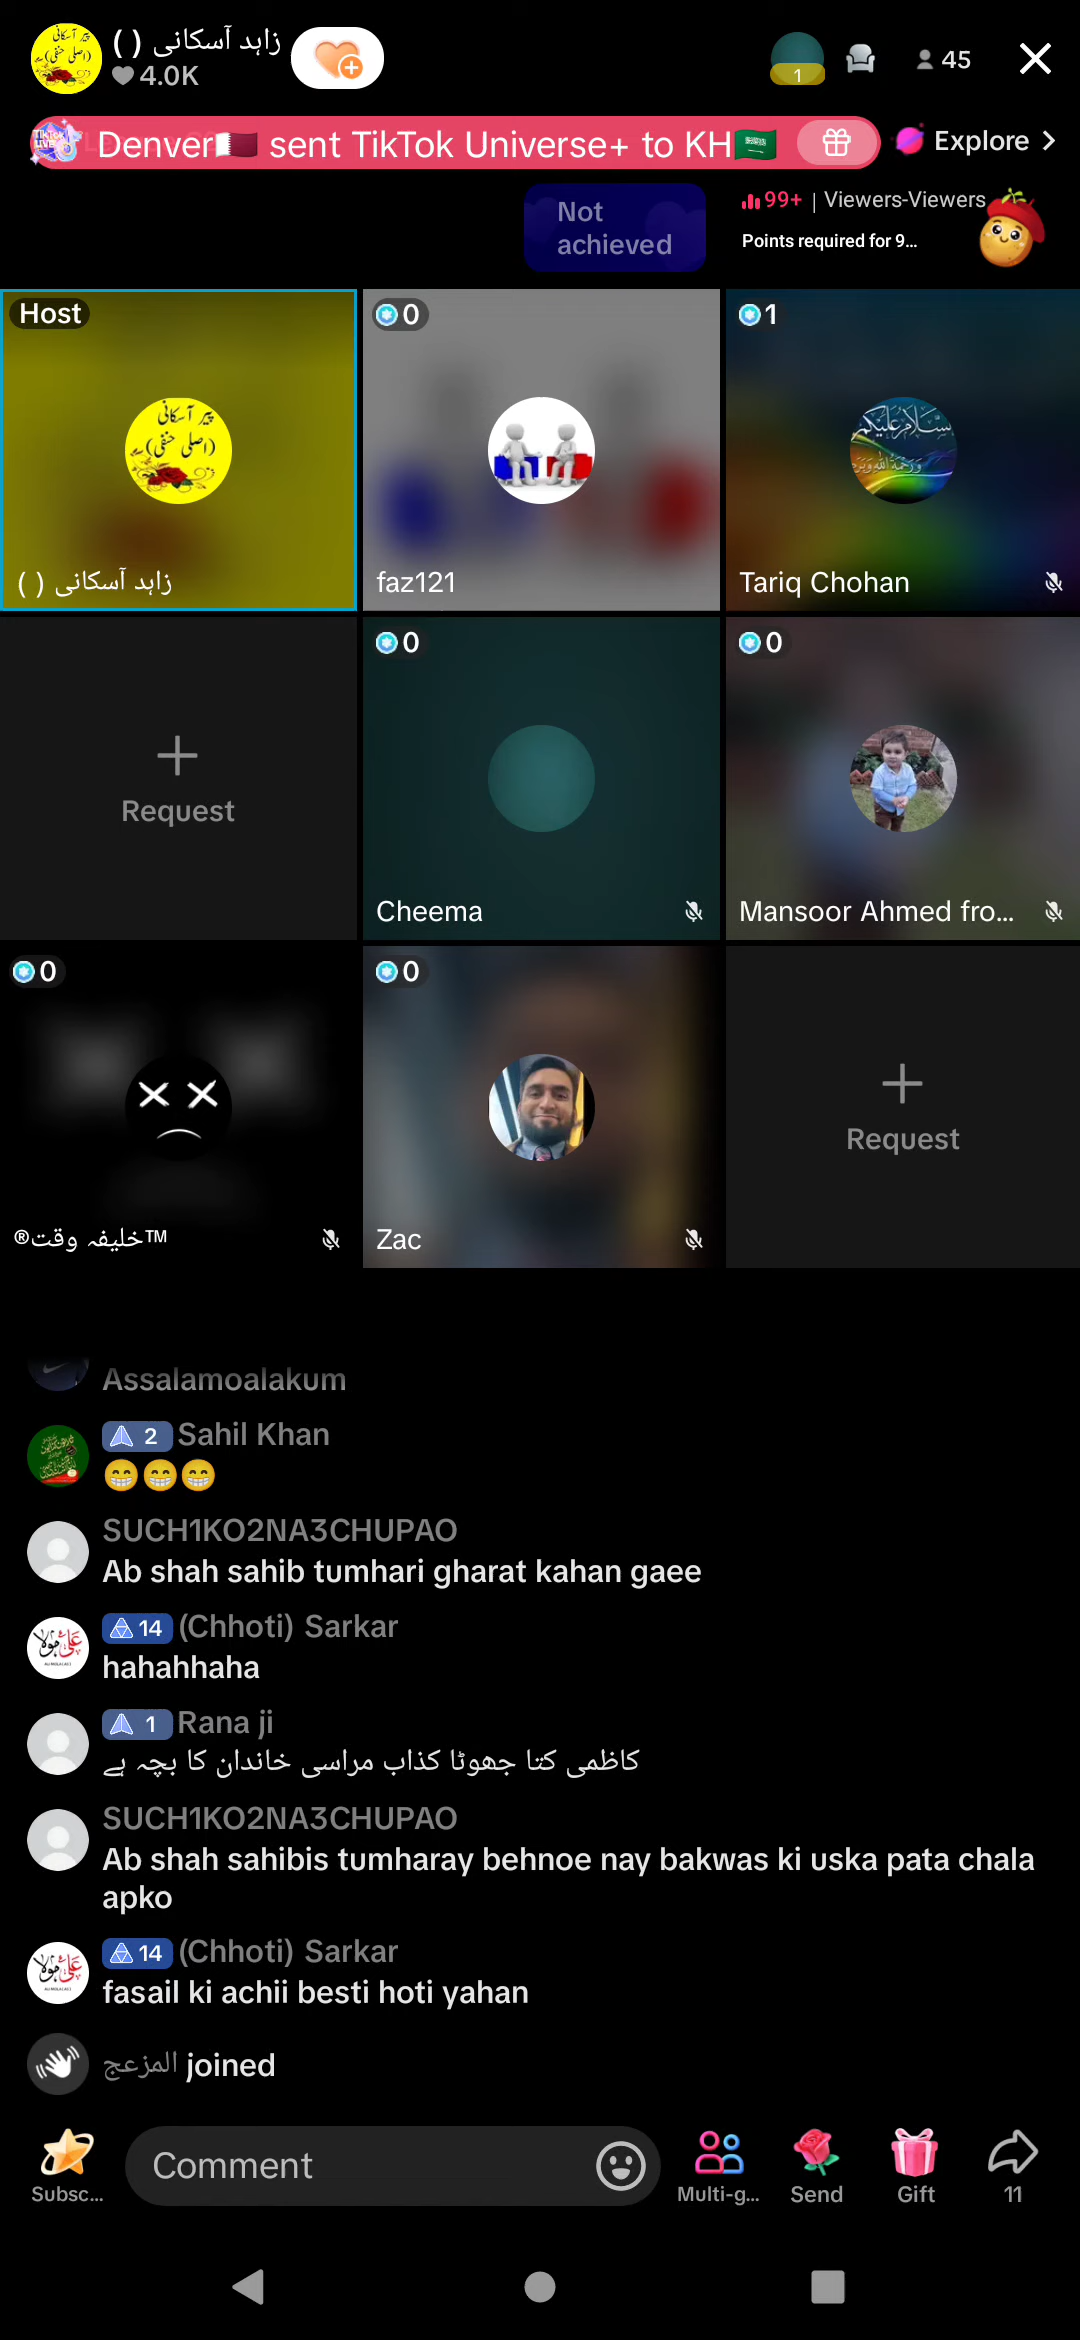 زاہد آسکانی ( )
4.0K
1
45
Denver🇶🇦 sent TikTok Universe+ to KH🇸🇦
Explore
Not
achieved
99+ | Viewers-Viewers
Points required for 9...
Host
پیر آسکانی
(اصلی حنفی)
زاہد آسکانی ( )
0
faz121
1
Tariq Chohan
Request
0
Cheema
0
Mansoor Ahmed fro...
0
®خلیفہ وقت™
0
Zac
Request
Assalamoalakum
2 Sahil Khan
😁😁😁
SUCH1KO2NA3CHUPAO
Ab shah sahib tumhari gharat kahan gaee
14 (Chhoti) Sarkar
hahahhaha
1 Rana ji
کاظمی کتا جھوٹا کذاب مراسی خاندان کا بچہ ہے
SUCH1KO2NA3CHUPAO
Ab shah sahibis tumharay behnoe nay bakwas ki uska pata chala
apko
14 (Chhoti) Sarkar
fasail ki achii besti hoti yahan
المزعج joined
Comment
Subsc...
Multi-g...
Send
Gift
11